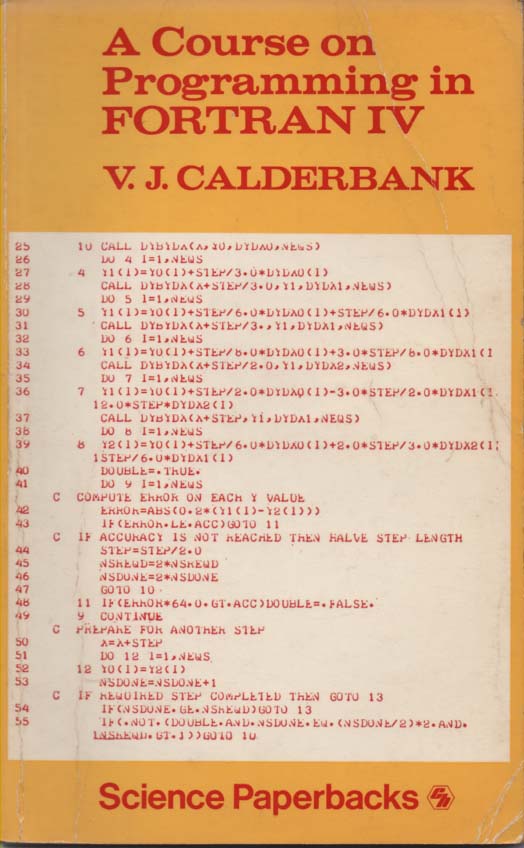 A Course on
Programming in
FORTRAN IV
V. J. CALDERBANK
25 10 CALL DYBYDX(X,Y0,DYDX0,NEQS)
26 DO 4 I=1,NEQS
27 4 Y1(I)=Y0(I)+STEP/3.0*DYDX0(I)
28 CALL DYBYDX(X+STEP/3.0,Y1,DYDX1,NEQS)
29 DO 5 I=1,NEQS
30 5 Y1(I)=Y0(I)+STEP/6.0*DYDX0(I)+STEP/6.0*DYDX1(I)
31 CALL DYBYDX(X+STEP/3.,Y1,DYDX1,NEQS)
32 DO 6 I=1,NEQS
33 6 Y1(I)=Y0(I)+STEP/8.0*DYDX0(I)+3.0*STEP/8.0*DYDX1(I
34 CALL DYBYDX(X+STEP/2.0,Y1,DYDX2,NEQS)
35 DO 7 I=1,NEQS
36 7 Y1(I)=Y0(I)+STEP/2.0*DYDX0(I)-3.0*STEP/2.0*DYDX1(I
12.0*STEP*DYDX2(I)
37 CALL DYBYDX(X+STEP,Y1,DYDX1,NEQS)
38 DO 8 I=1,NEQS
39 8 Y2(I)=Y0(I)+STEP/6.0*DYDX0(I)+2.0*STEP/3.0*DYDX2(I)
1STEP/6.0*DYDX1(I)
40 DOUBLE=.TRUE.
41 DO 9 I=1,NEQS
C COMPUTE ERROR ON EACH Y VALUE
42 ERROR=ABS(0.2*(Y1(I)-Y2(I)))
43 IF(ERROR.LE.ACC)GOTO 11
C IF ACCURACY IS NOT REACHED THEN HALVE STEP LENGTH
44 STEP=STEP/2.0
45 NSREQD=2*NSREQD
46 NSDONE=2*NSDONE
47 GOTO 10
48 11 IF(ERROR*64.0.GT.ACC)DOUBLE=.FALSE.
49 9 CONTINUE
C PREPARE FOR ANOTHER STEP
50 X=X+STEP
51 DO 12 I=1,NEQS
52 12 Y0(I)=Y2(I)
53 NSDONE=NSDONE+1
C IF REQUIRED STEP COMPLETED THEN GOTO 13
54 IF(NSDONE.GE.NSREQD)GOTO 13
55 IF(.NOT.(DOUBLE.AND.NSDONE.EQ.(NSDONE/2)*2.AND.
1NSREQD.GT.1))GOTO 10
Science Paperbacks